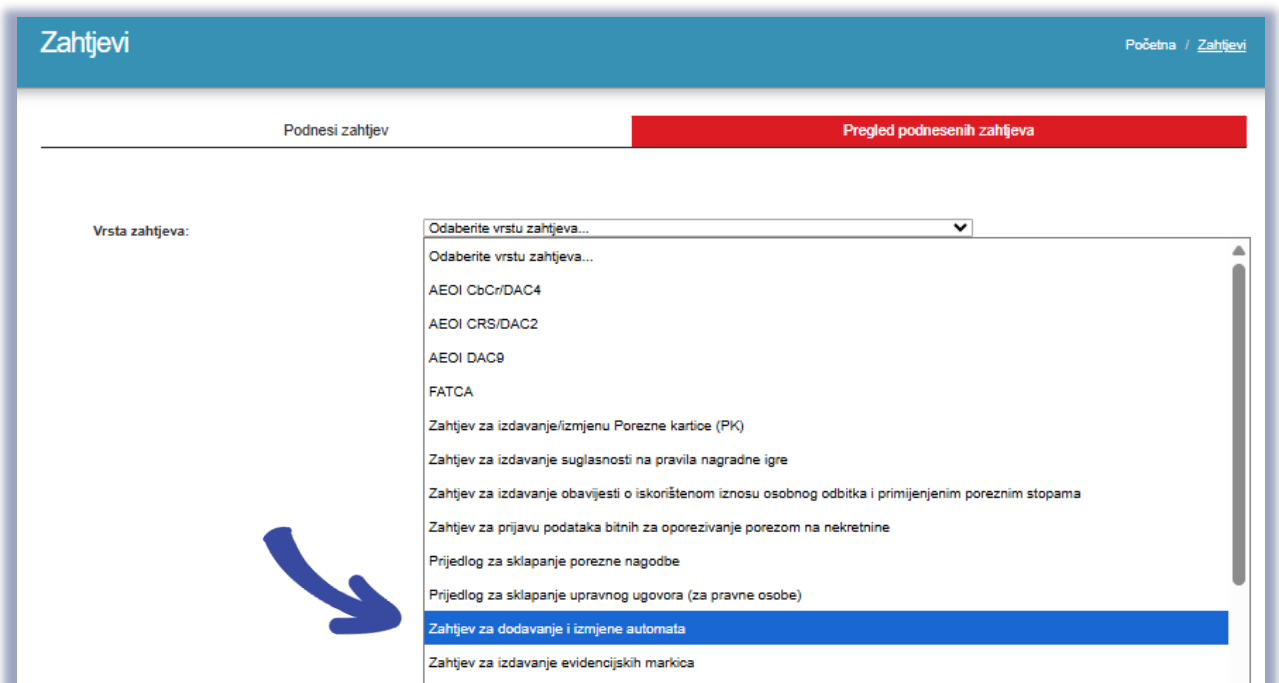 Zahtjevi
Početna / Zahtjevi
Podnesi zahtjev
Pregled podnesenih zahtjeva
Vrsta zahtjeva:
Odaberite vrstu zahtjeva...
Odaberite vrstu zahtjeva...
AEOI CbCr/DAC4
AEOI CRS/DAC2
AEOI DAC9
FATCA
Zahtjev za izdavanje/izmjenu Porezne kartice (PK)
Zahtjev za izdavanje suglasnosti na pravila nagradne igre
Zahtjev za izdavanje obavijesti o iskorištenom iznosu osobnog odbitka i primijenjenim poreznim stopama
Zahtjev za prijavu podataka bitnih za oporezivanje porezom na nekretnine
Prijedlog za sklapanje porezne nagodbe
Prijedlog za sklapanje upravnog ugovora (za pravne osobe)
Zahtjev za dodavanje i izmjene automata
Zahtjev za izdavanje evidencijskih markica